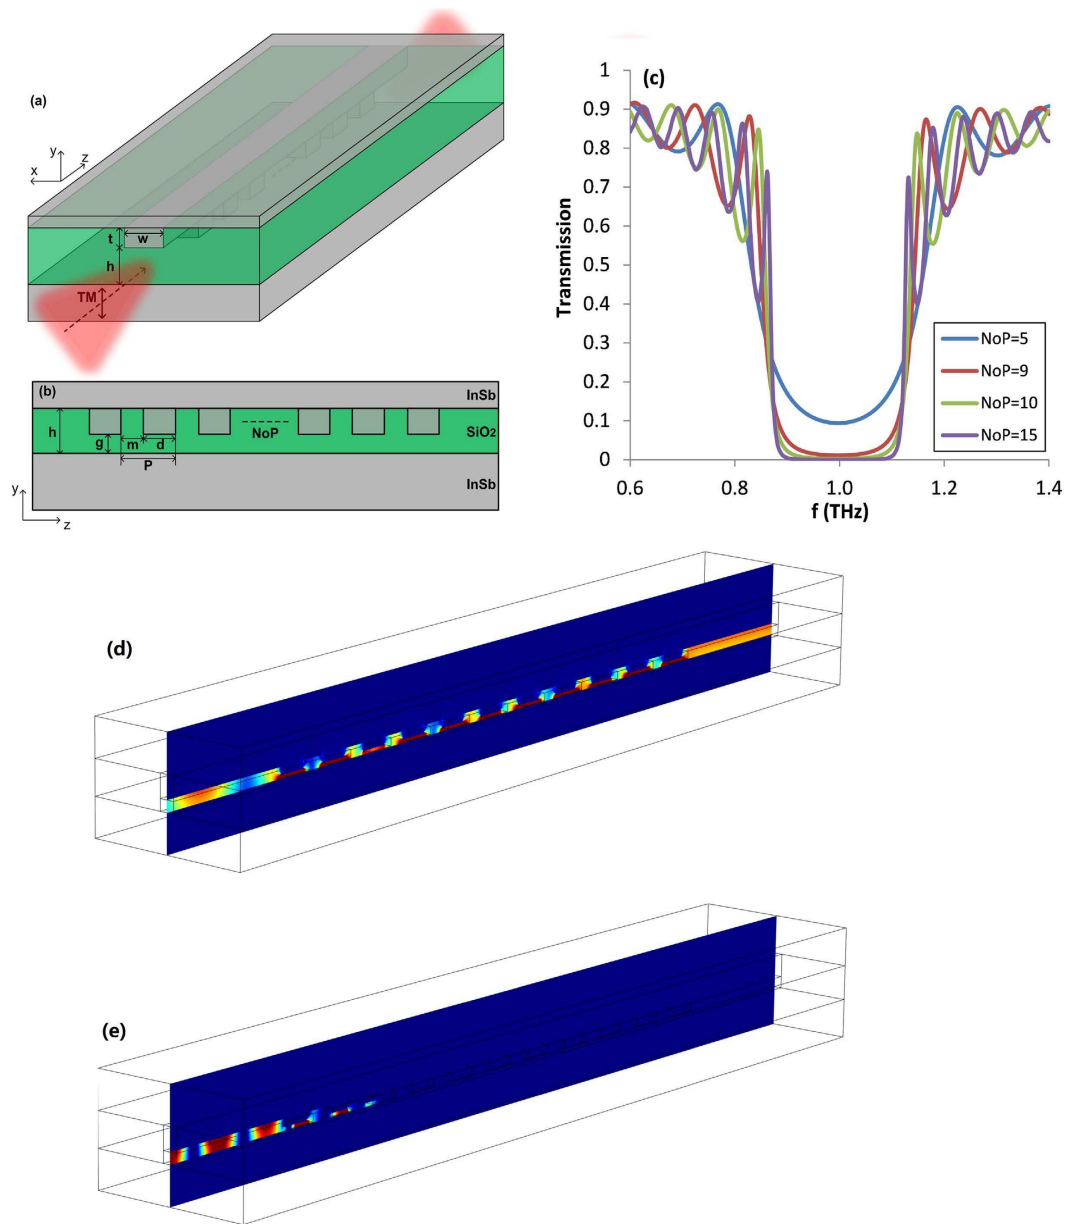 (a)
y
z
x
t
w
h
TM
(b)
InSb
h
g
m
d
NoP
SiO2
P
InSb
y
z
(c)
Transmission
1
0.9
0.8
0.7
0.6
0.5
0.4
0.3
0.2
0.1
0
0.6
0.8
1.0
1.2
1.4
f (THz)
NoP=5
NoP=9
NoP=10
NoP=15
(d)
(e)